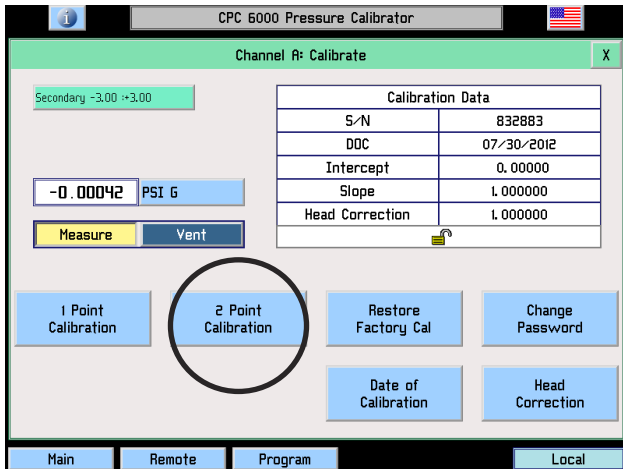 i
CPC 6000 Pressure Calibrator
Channel A: Calibrate
X
Secondary -3.00 :+3.00
Calibration Data
S/N 832883
DOC 07/30/2012
Intercept 0.00000
Slope 1.000000
Head Correction 1.000000
-0.00042 PSI G
Measure Vent
1 Point
Calibration
2 Point
Calibration
Restore
Factory Cal
Change
Password
Date of
Calibration
Head
Correction
Main Remote Program Local